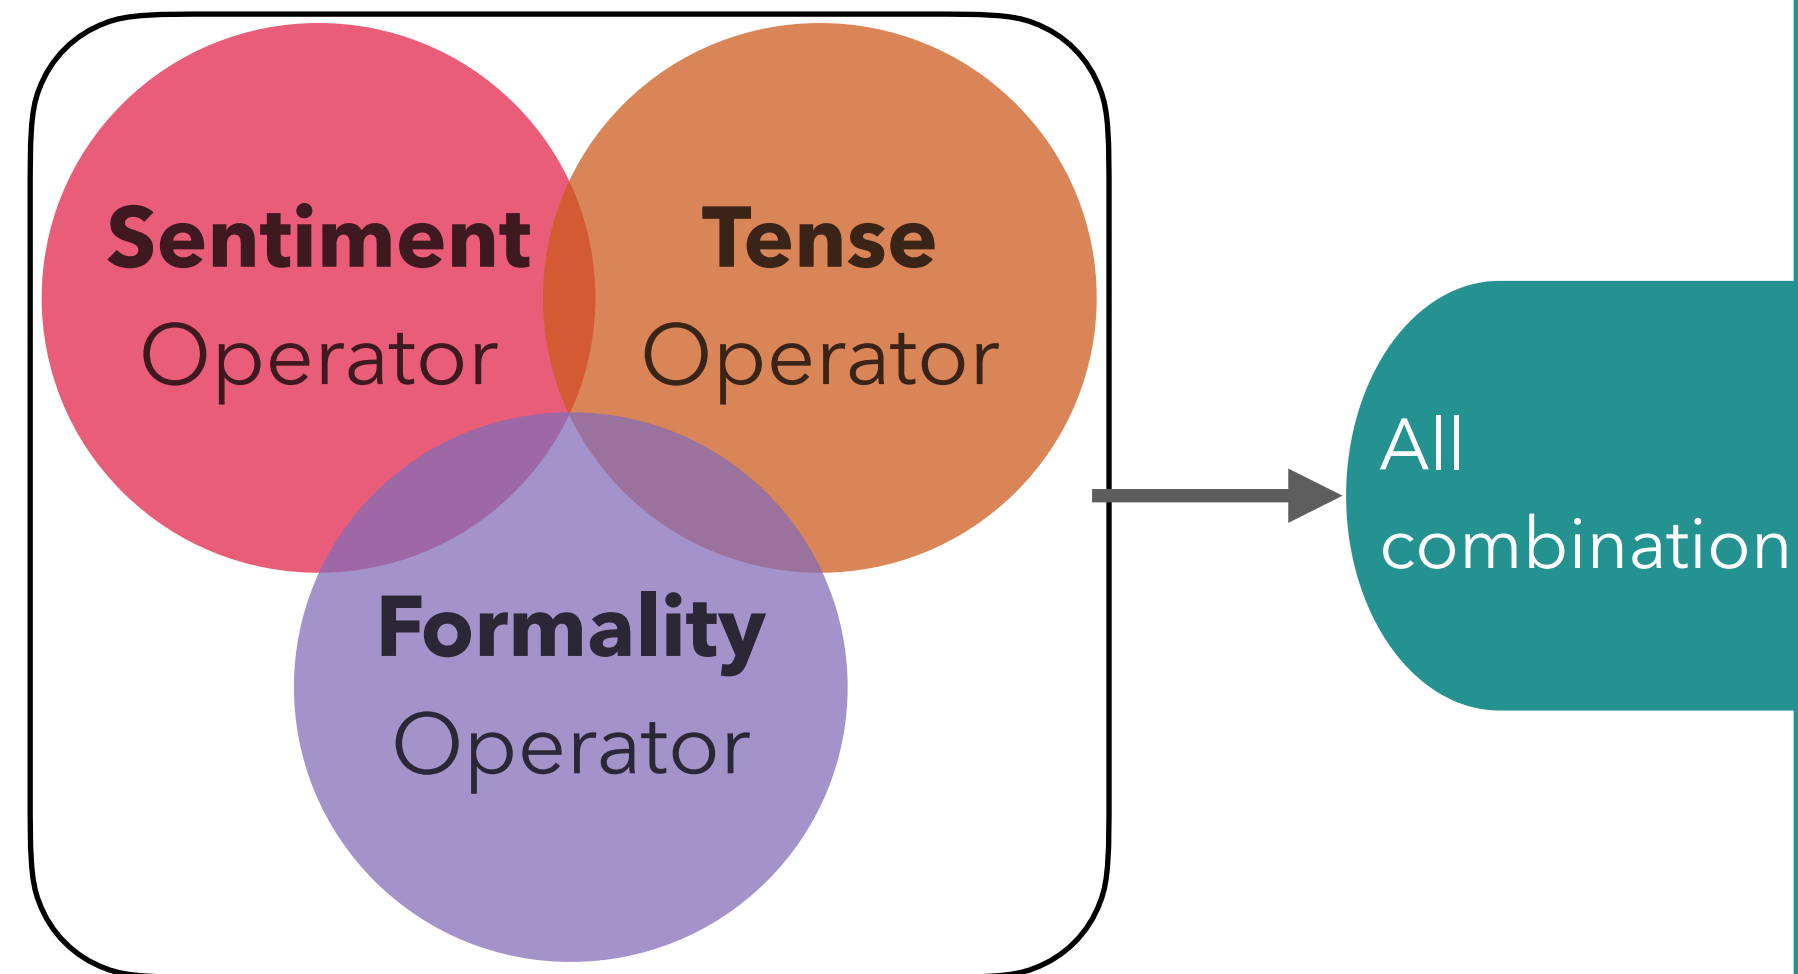 Sentiment
Operator
Tense
Operator
Formality
Operator
All
combination